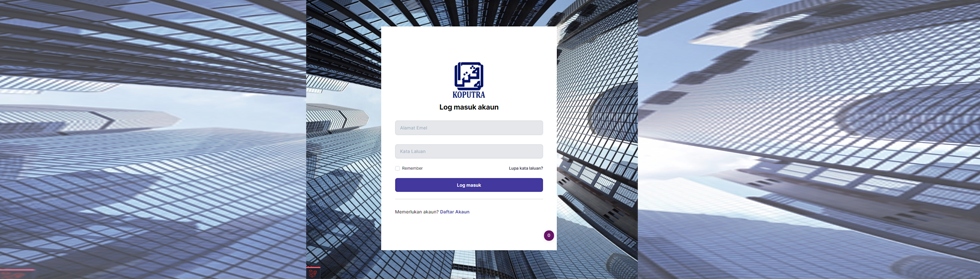 KOPUTRA
Log masuk akaun
Alamat Emel
Kata Laluan
Remember
Lupa kata laluan?
Log masuk
Memerlukan akaun? Daftar Akaun